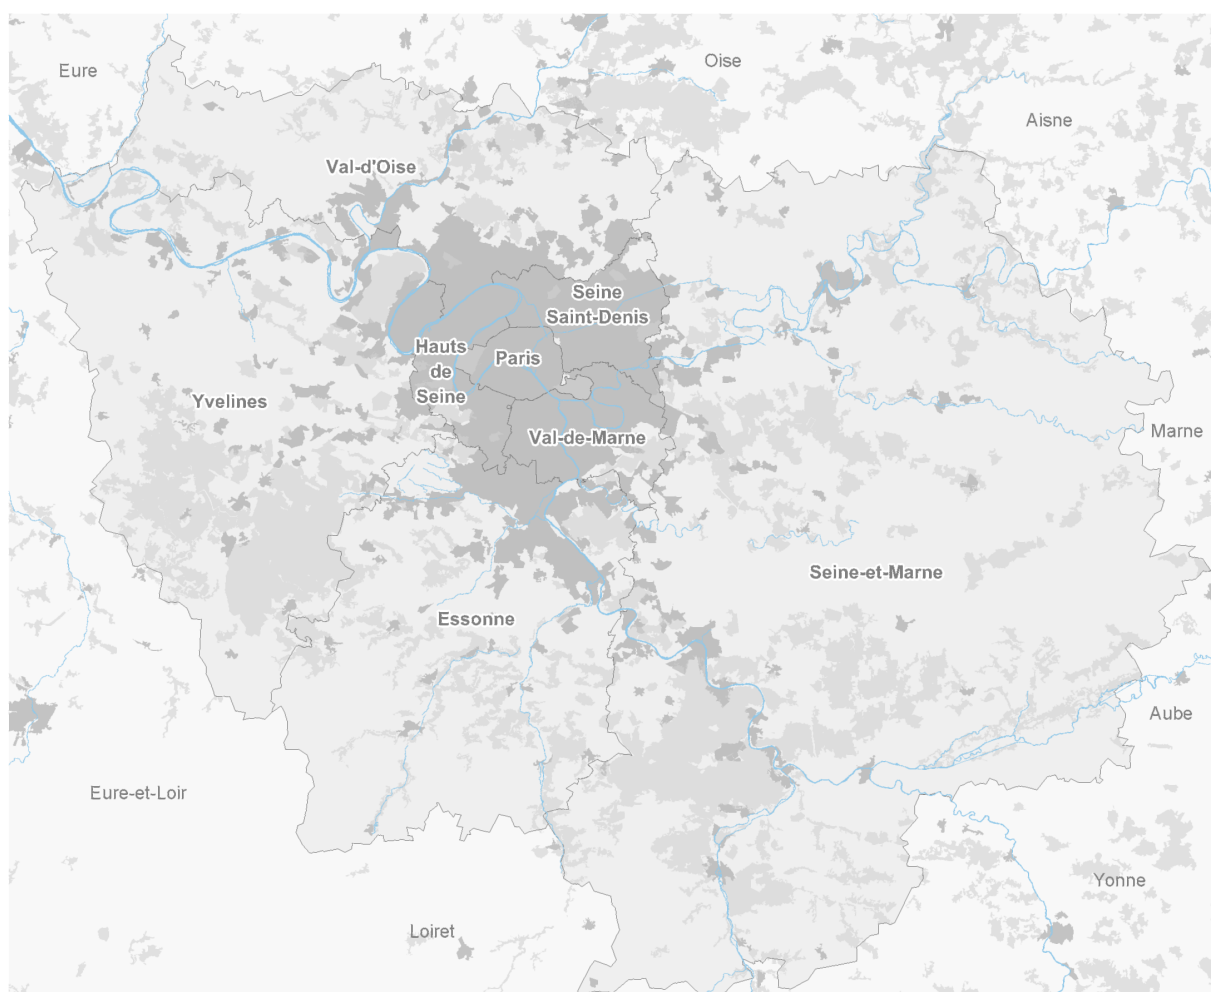 Oise
Eure
Aisne
Val-d'Oise
Seine
Saint-Denis
Hauts
de
Seine
Paris
Yvelines
Val-de-Marne
Marne
Seine-et-Marne
Essonne
Aube
Eure-et-Loir
Yonne
Loiret